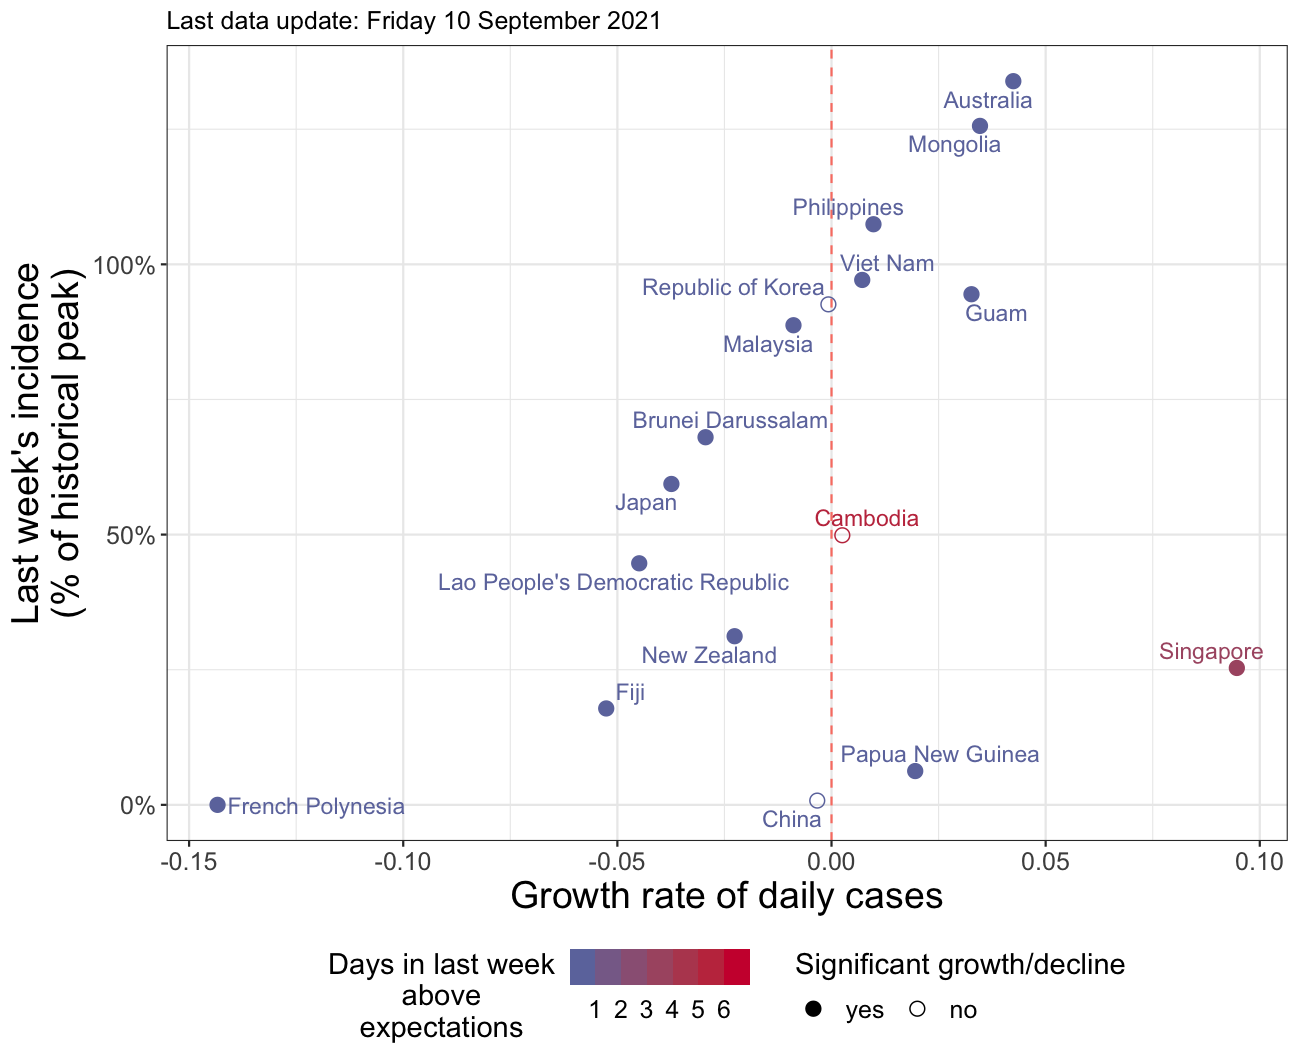 Last data update: Friday 10 September 2021
Australia
Mongolia
Philippines
Viet Nam
Republic of Korea
Guam
Malaysia
Brunei Darussalam
Japan
Cambodia
Lao People's Democratic Republic
New Zealand
Singapore
Fiji
Papua New Guinea
French Polynesia
China
Last week's incidence
(% of historical peak)
100%
50%
0%
-0.15 -0.10 -0.05 0.00 0.05 0.10
Growth rate of daily cases
Days in last week
above
expectations
1 2 3 4 5 6
Significant growth/decline
yes no